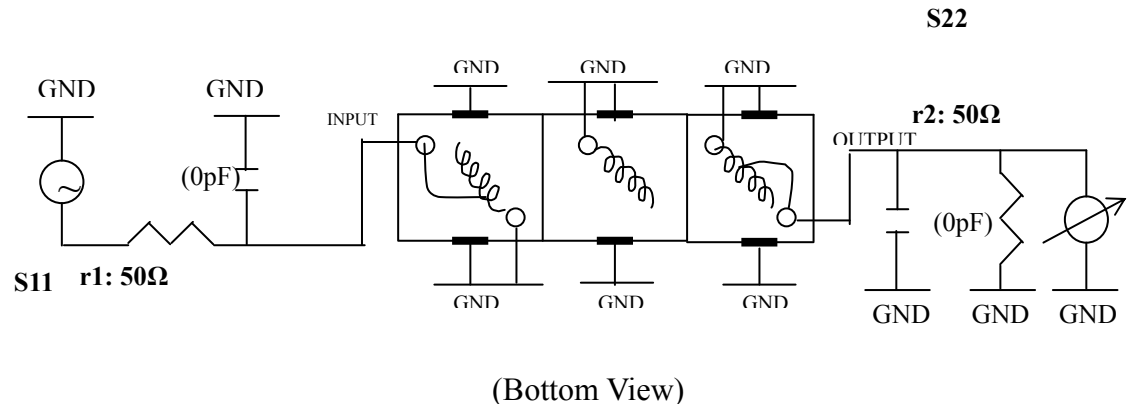 S22
GND
GND
GND
GND
GND
INPUT
r2: 50Ω
OUTPUT
(0pF)
(0pF)
S11
r1: 50Ω
GND
GND
GND
GND
GND
GND
(Bottom View)